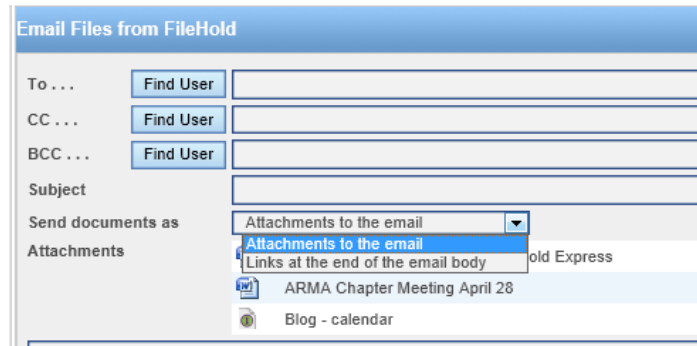 Email Files from FileHold
To . . . Find User
CC . . . Find User
BCC . . . Find User
Subject
Send documents as Attachments to the email
Attachments to the email
Attachments
Links at the end of the email body
old Express
ARMA Chapter Meeting April 28
Blog - calendar